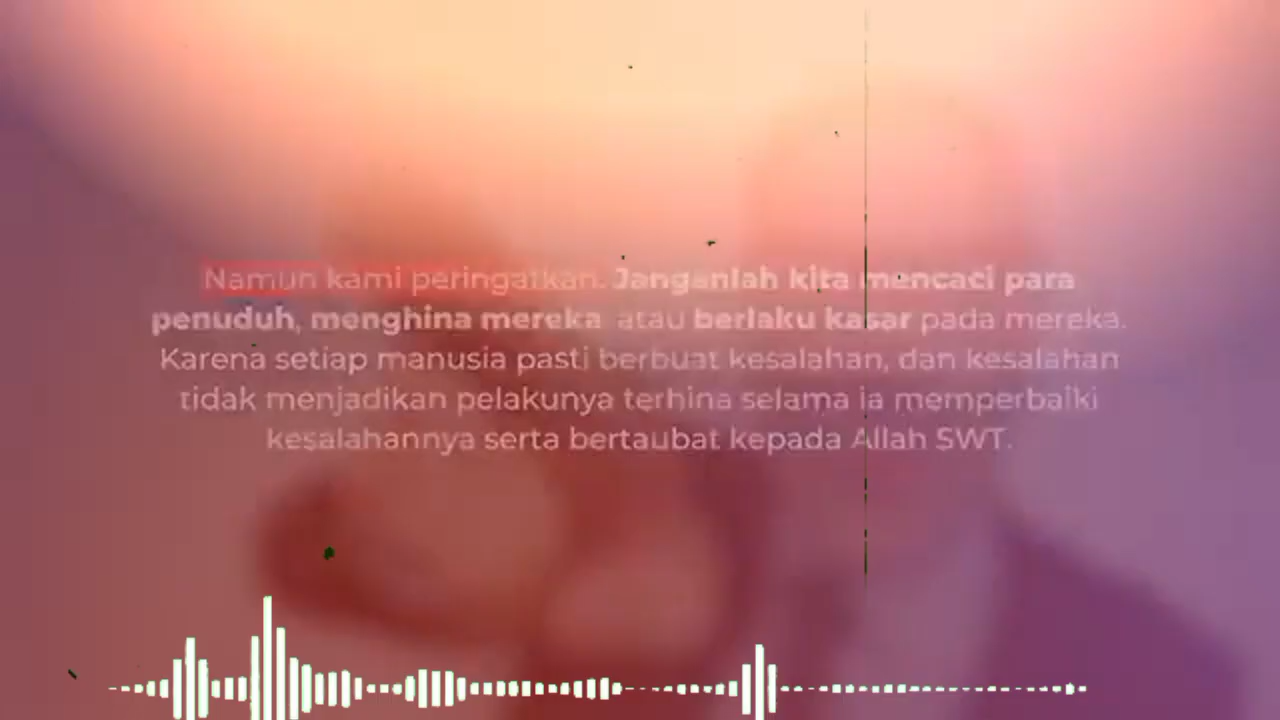 Namun kami peringatkan. Janganlah kita mencaci para
penuduh, menghina mereka atau berlaku kasar pada mereka.
Karena setiap manusia pasti berbuat kesalahan, dan kesalahan
tidak menjadikan pelakunya terhina selama ia memperbaiki
kesalahannya serta bertaubat kepada Allah SWT.